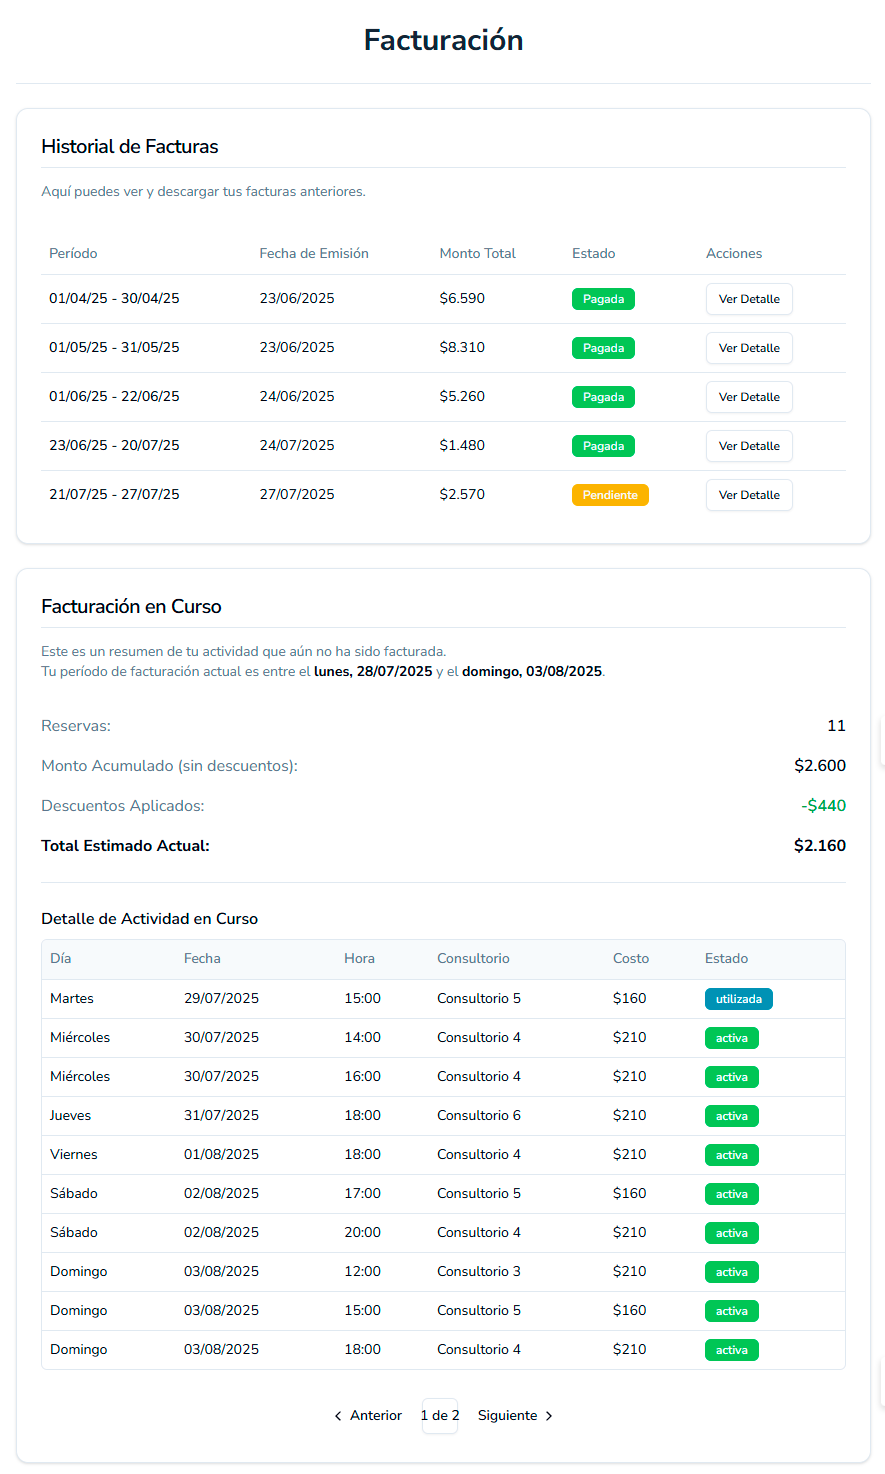 Facturación
Historial de Facturas
Aquí puedes ver y descargar tus facturas anteriores.
Período Fecha de Emisión Monto Total Estado Acciones
01/04/25 - 30/04/25 23/06/2025 $6.590 Pagada Ver Detalle
01/05/25 - 31/05/25 23/06/2025 $8.310 Pagada Ver Detalle
01/06/25 - 22/06/25 24/06/2025 $5.260 Pagada Ver Detalle
23/06/25 - 20/07/25 24/07/2025 $1.480 Pagada Ver Detalle
21/07/25 - 27/07/25 27/07/2025 $2.570 Pendiente Ver Detalle
Facturación en Curso
Este es un resumen de tu actividad que aún no ha sido facturada.
Tu período de facturación actual es entre el lunes, 28/07/2025 y el domingo, 03/08/2025.
Reservas: 11
Monto Acumulado (sin descuentos): $2.600
Descuentos Aplicados: -$440
Total Estimado Actual: $2.160
Detalle de Actividad en Curso
Día Fecha Hora Consultorio Costo Estado
Martes 29/07/2025 15:00 Consultorio 5 $160 utilizada
Miércoles 30/07/2025 14:00 Consultorio 4 $210 activa
Miércoles 30/07/2025 16:00 Consultorio 4 $210 activa
Jueves 31/07/2025 18:00 Consultorio 6 $210 activa
Viernes 01/08/2025 18:00 Consultorio 4 $210 activa
Sábado 02/08/2025 17:00 Consultorio 5 $160 activa
Sábado 02/08/2025 20:00 Consultorio 4 $210 activa
Domingo 03/08/2025 12:00 Consultorio 3 $210 activa
Domingo 03/08/2025 15:00 Consultorio 5 $160 activa
Domingo 03/08/2025 18:00 Consultorio 4 $210 activa
Anterior 1 de 2 Siguiente